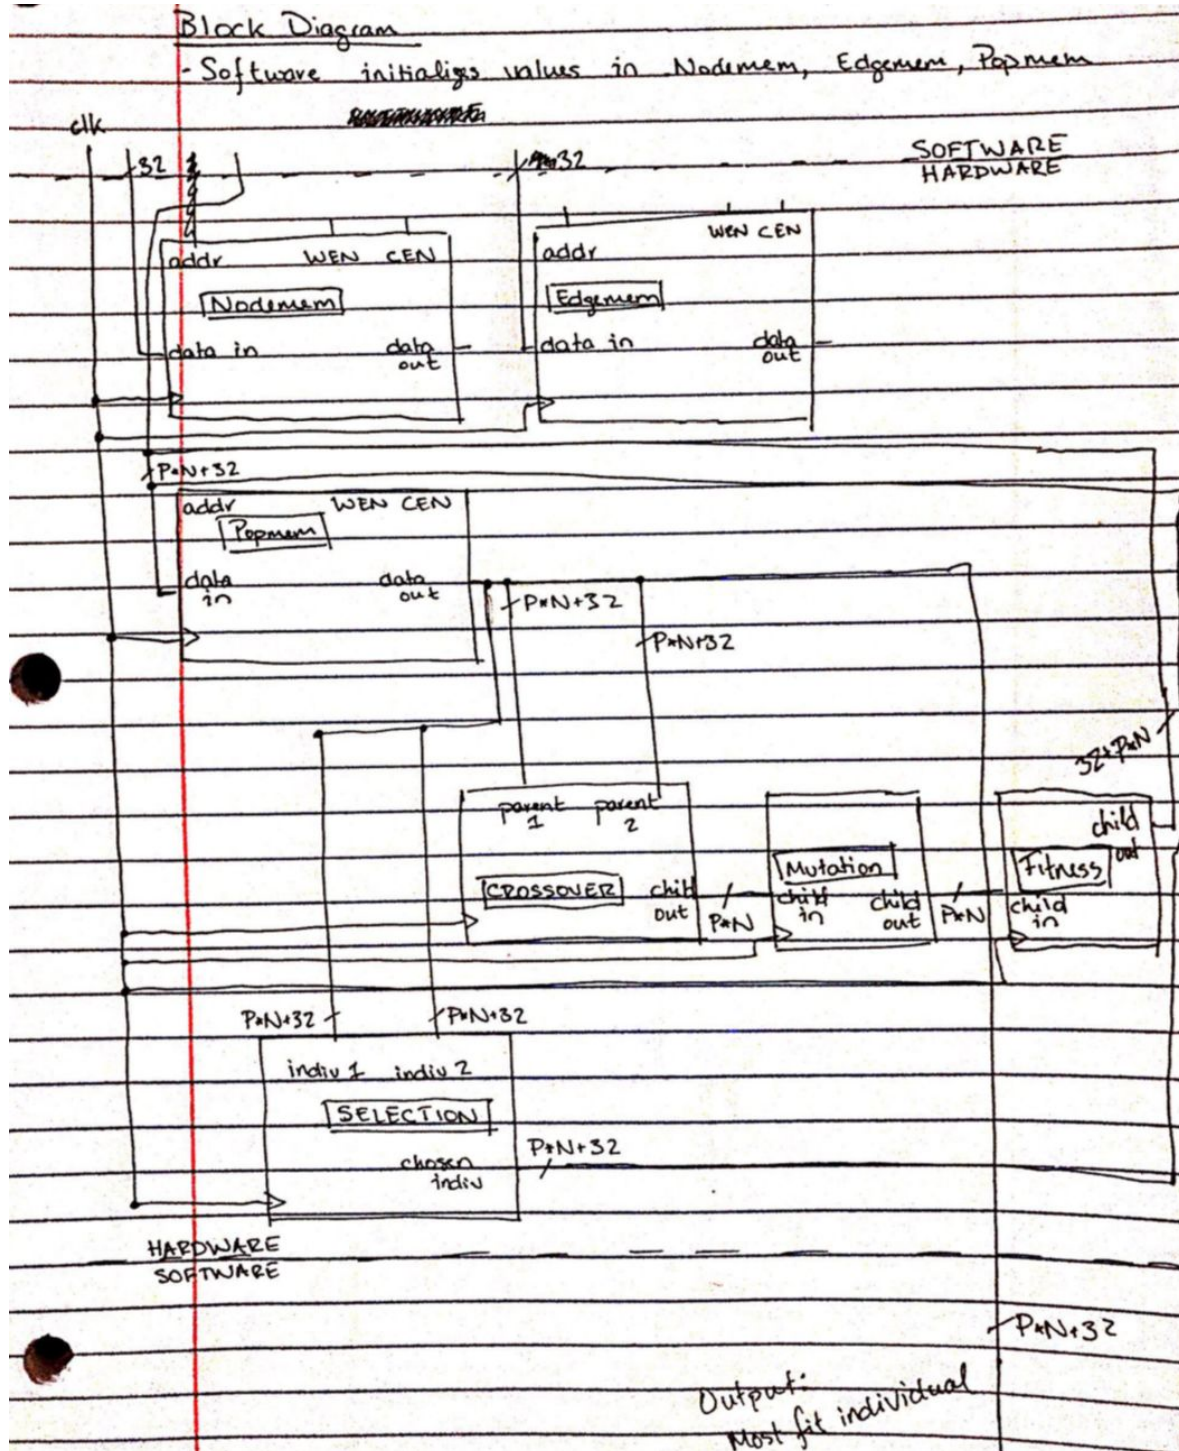 Block Diagram
- Software initializes values in Nodemem, Edgemem, Popmem
clk
32
32
SOFTWARE
HARDWARE
addr WEN CEN
Nodemem
data in data out
addr WEN CEN
Edgemem
data in data out
P*N+32
addr WEN CEN
Popmem
data in data out
P*N+32
P*N+32
32+P*N
parent 1 parent 2
CROSSOVER
child out
P*N
Mutation
child in child out
P*N
child out
Fitness
child in
P*N+32 P*N+32
indiv 1 indiv 2
SELECTION
chosen indiv
P*N+32
HARDWARE
SOFTWARE
P*N+32
Output:
Most fit individual